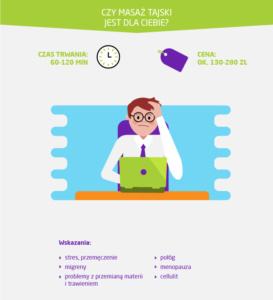 CZY MASAŻ TAJSKI
JEST DLA CIEBIE?
CZAS TRWANIA:
60-120 MIN
CENA:
OK. 130-280 ZŁ
Wskazania:
stres, przemęczenie
migreny
problemy z przemianą materii
i trawieniem
połóg
menopauza
cellulit